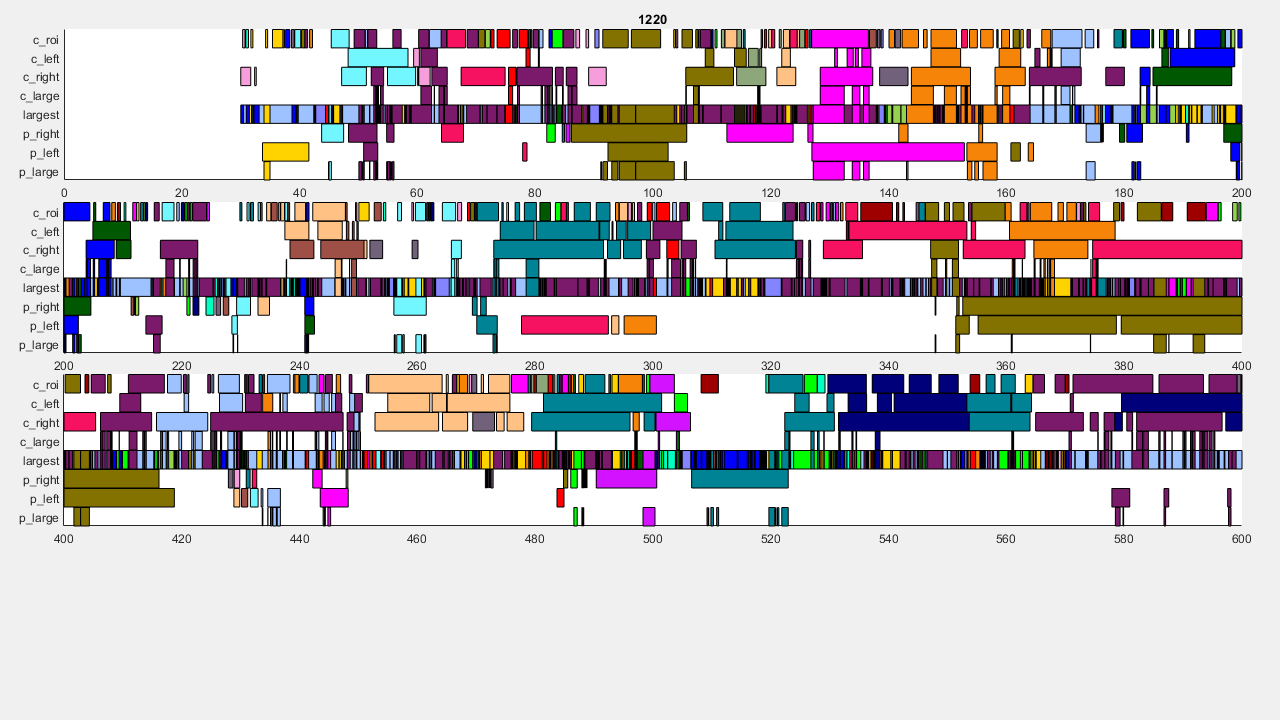 1220
c_roi
c_left
c_right
c_large
largest
p_right
p_left
p_large
0 20 40 60 80 100 120 140 160 180 200
c_roi
c_left
c_right
c_large
largest
p_right
p_left
p_large
200 220 240 260 280 300 320 340 360 380 400
c_roi
c_left
c_right
c_large
largest
p_right
p_left
p_large
400 420 440 460 480 500 520 540 560 580 600